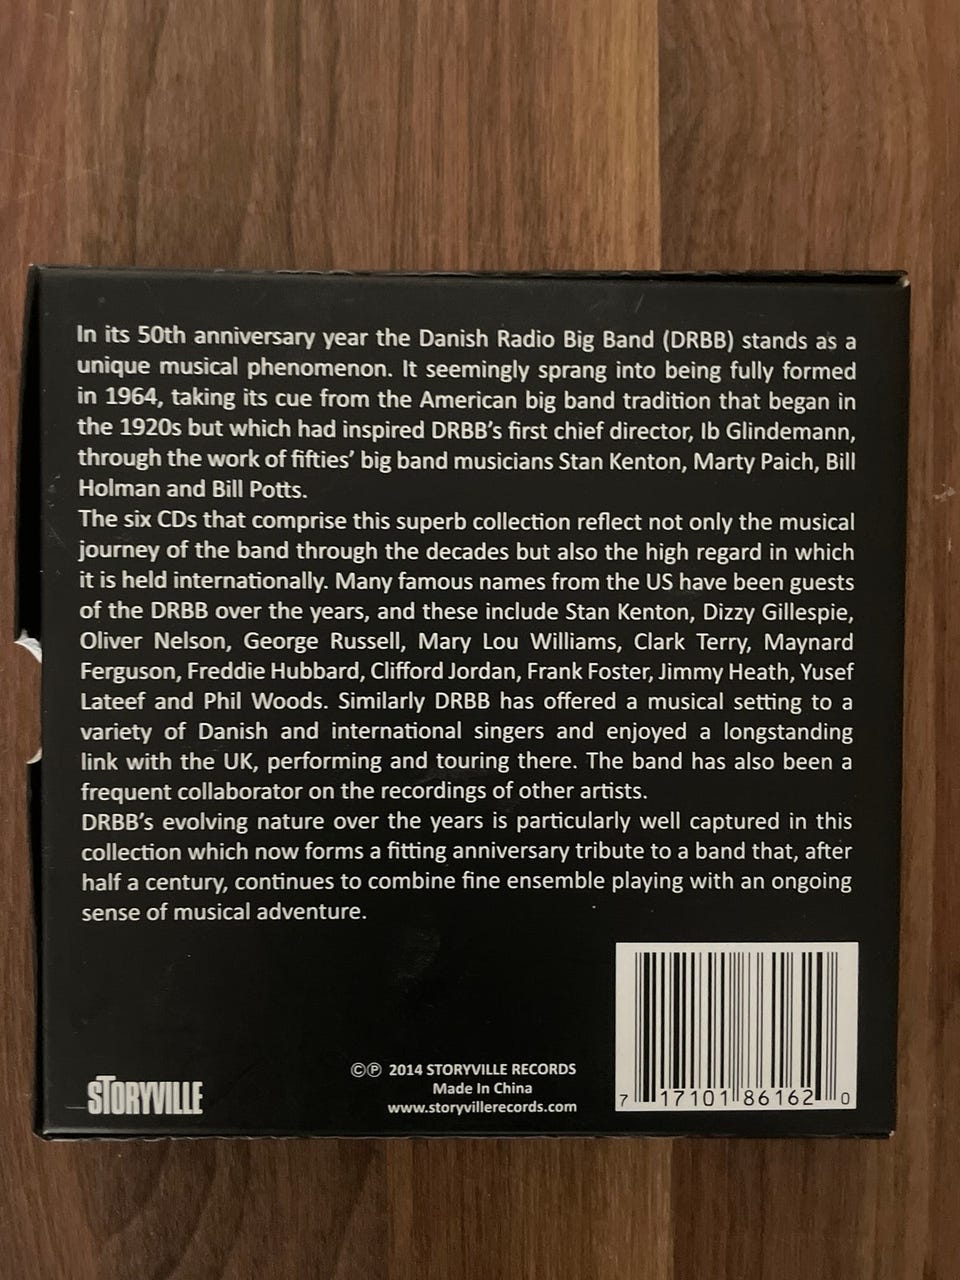 In its 50th anniversary year the Danish Radio Big Band (DRBB) stands as a
unique musical phenomenon. It seemingly sprang into being fully formed
in 1964, taking its cue from the American big band tradition that began in
the 1920s but which had inspired DRBB's first chief director, Ib Glindemann,
through the work of fifties' big band musicians Stan Kenton, Marty Paich, Bill
Holman and Bill Potts.
The six CDs that comprise this superb collection reflect not only the musical
journey of the band through the decades but also the high regard in which
it is held internationally. Many famous names from the US have been guests
of the DRBB over the years, and these include Stan Kenton, Dizzy Gillespie,
Oliver Nelson, George Russell, Mary Lou Williams, Clark Terry, Maynard
Ferguson, Freddie Hubbard, Clifford Jordan, Frank Foster, Jimmy Heath, Yusef
Lateef and Phil Woods. Similarly DRBB has offered a musical setting to a
variety of Danish and international singers and enjoyed a longstanding
link with the UK, performing and touring there. The band has also been a
frequent collaborator on the recordings of other artists.
DRBB's evolving nature over the years is particularly well captured in this
collection which now forms a fitting anniversary tribute to a band that, after
half a century, continues to combine fine ensemble playing with an ongoing
sense of musical adventure.
STORYVILLE
©℗ 2014 STORYVILLE RECORDS
Made In China
www.storyvillerecords.com
7 17101 86162 0